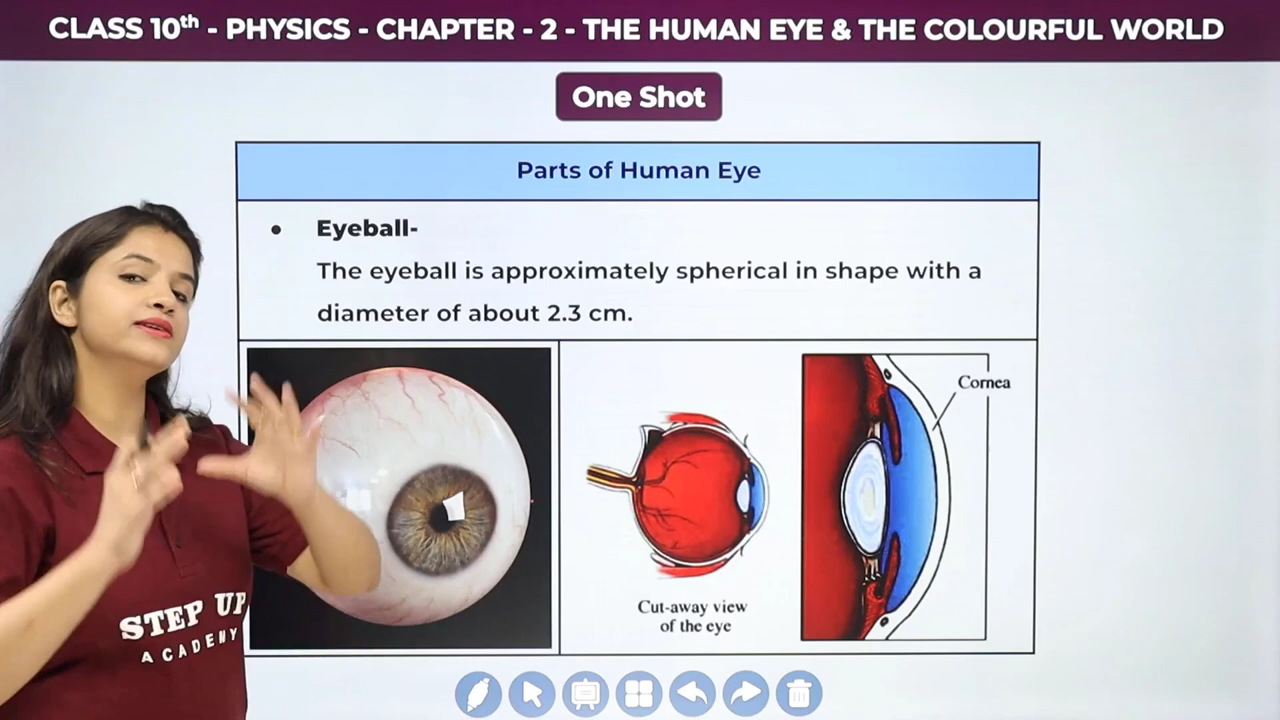 CLASS 10th - PHYSICS - CHAPTER - 2 - THE HUMAN EYE & THE COLOURFUL WORLD
One Shot
Parts of Human Eye
● Eyeball-
The eyeball is approximately spherical in shape with a
diameter of about 2.3 cm.
Cornea
Cut-away view
of the eye
STEP UP
ACADEMY